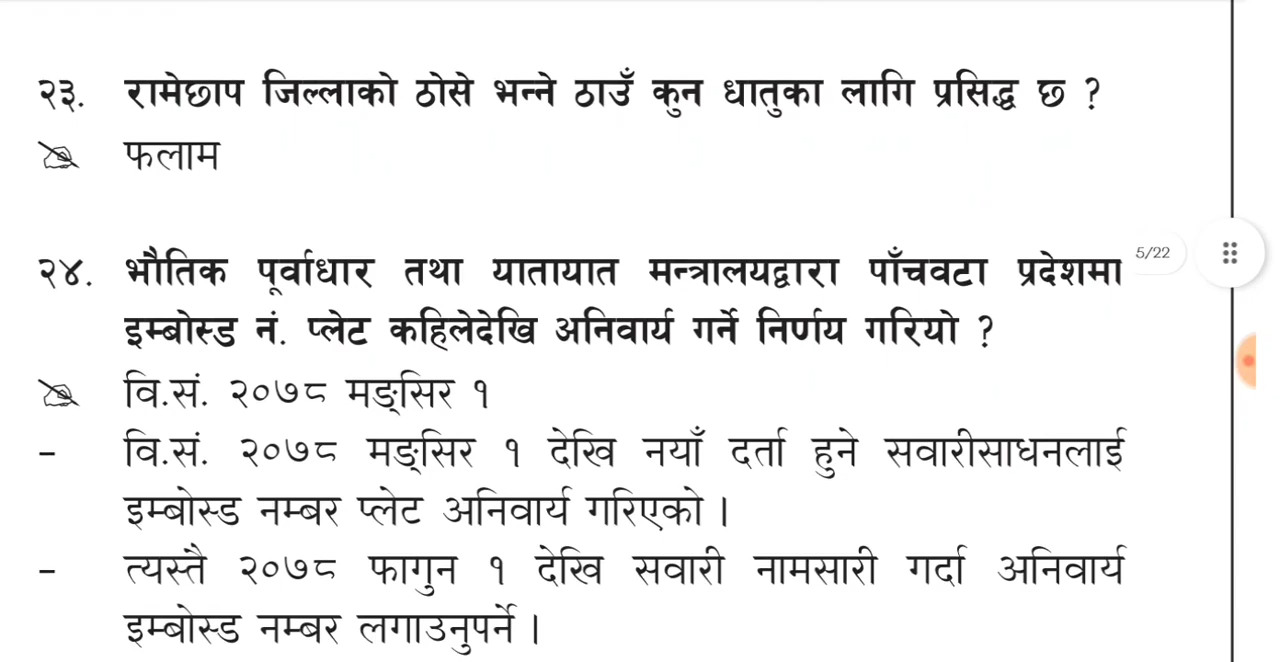 २३. रामेछाप जिल्लाको ठोसे भन्ने ठाउँ कुन धातुका लागि प्रसिद्ध छ ?
फलाम
२४. भौतिक पूर्वाधार तथा यातायात मन्त्रालयद्वारा पाँचवटा प्रदेशमा
5/22
इम्बोस्ड नं. प्लेट कहिलेदेखि अनिवार्य गर्ने निर्णय गरियो ?
वि.सं. २०७८ मङ्सिर १
- वि.सं. २०७८ मङ्सिर १ देखि नयाँ दर्ता हुने सवारीसाधनलाई
इम्बोस्ड नम्बर प्लेट अनिवार्य गरिएको ।
- त्यस्तै २०७८ फागुन १ देखि सवारी नामसारी गर्दा अनिवार्य
इम्बोस्ड नम्बर लगाउनुपर्ने ।